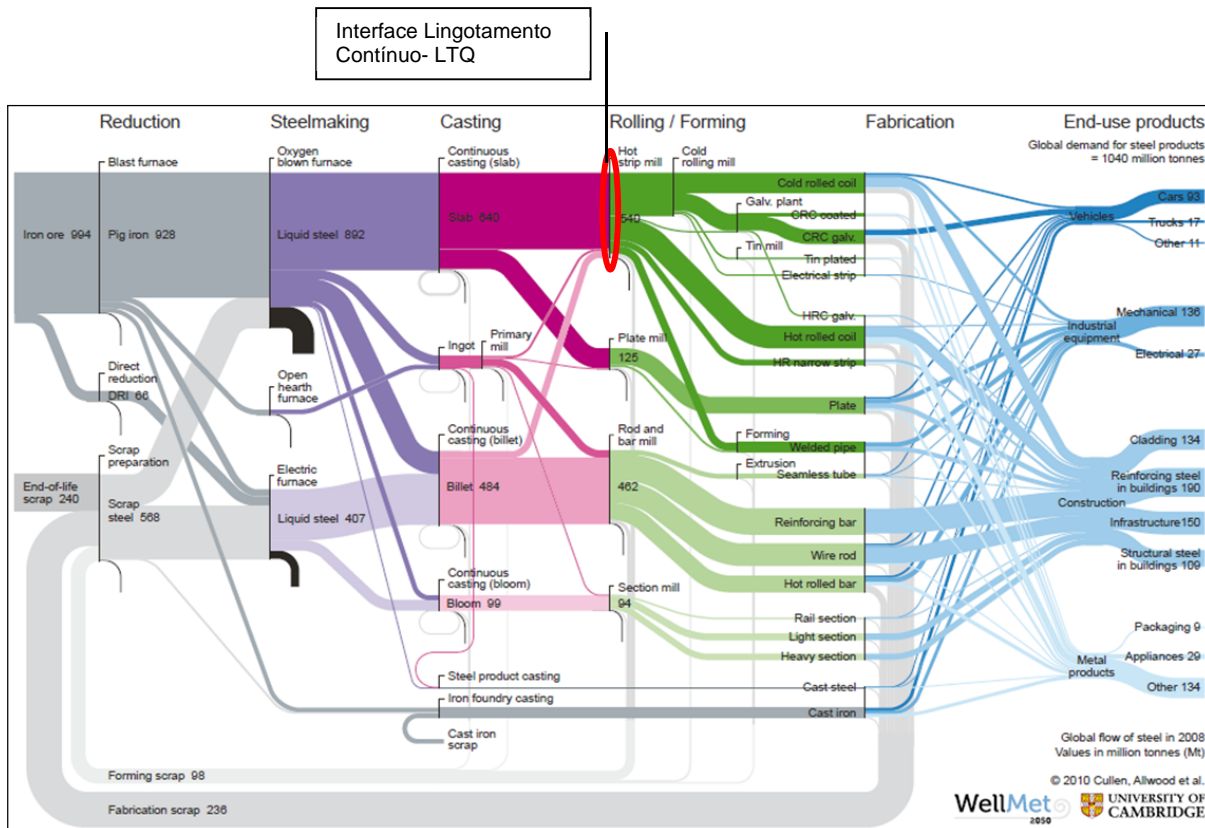 Interface Lingotamento
Contínuo- LTQ
Reduction
Steelmaking
Casting
Rolling / Forming
Fabrication
End-use products
Global demand for steel products
= 1040 million tonnes
Blast furnace
Oxygen
blown furnace
Continuous
casting (slab)
Hot
strip mill
Cold
rolling mill
Iron ore 994
Pig iron 928
Liquid steel 892
Slab 640
540
Galv. plant
Tin mill
Cold rolled coil
CRC coated
CRC galv.
Tin plated
Electrical strip
HRC galv.
Hot rolled coil
HR narrow strip
Vehicles
Cars 93
Trucks 17
Other 11
Industrial
equipment
Mechanical 136
Electrical 27
Direct
reduction
DRI 66
Open
hearth
furnace
Ingot
Primary
mill
Plate mill
125
Plate
Scrap
preparation
Electric
furnace
Continuous
casting (billet)
Rod and
bar mill
Forming
Welded pipe
Extrusion
Seamless tube
End-of-life
scrap 240
Scrap
steel 568
Liquid steel 407
Billet 484
462
Reinforcing bar
Wire rod
Hot rolled bar
Construction
Cladding 134
Reinforcing steel
in buildings 190
Infrastructure150
Structural steel
in buildings 109
Continuous
casting (bloom)
Bloom 99
Section mill
94
Rail section
Light section
Heavy section
Metal
products
Packaging 9
Appliances 29
Other 134
Steel product casting
Cast steel
Iron foundry casting
Cast iron
Cast iron
scrap
Forming scrap 98
Fabrication scrap 236
Global flow of steel in 2008
Values in million tonnes (Mt)
© 2010 Cullen, Allwood et al.
WellMet
2050
UNIVERSITY OF
CAMBRIDGE